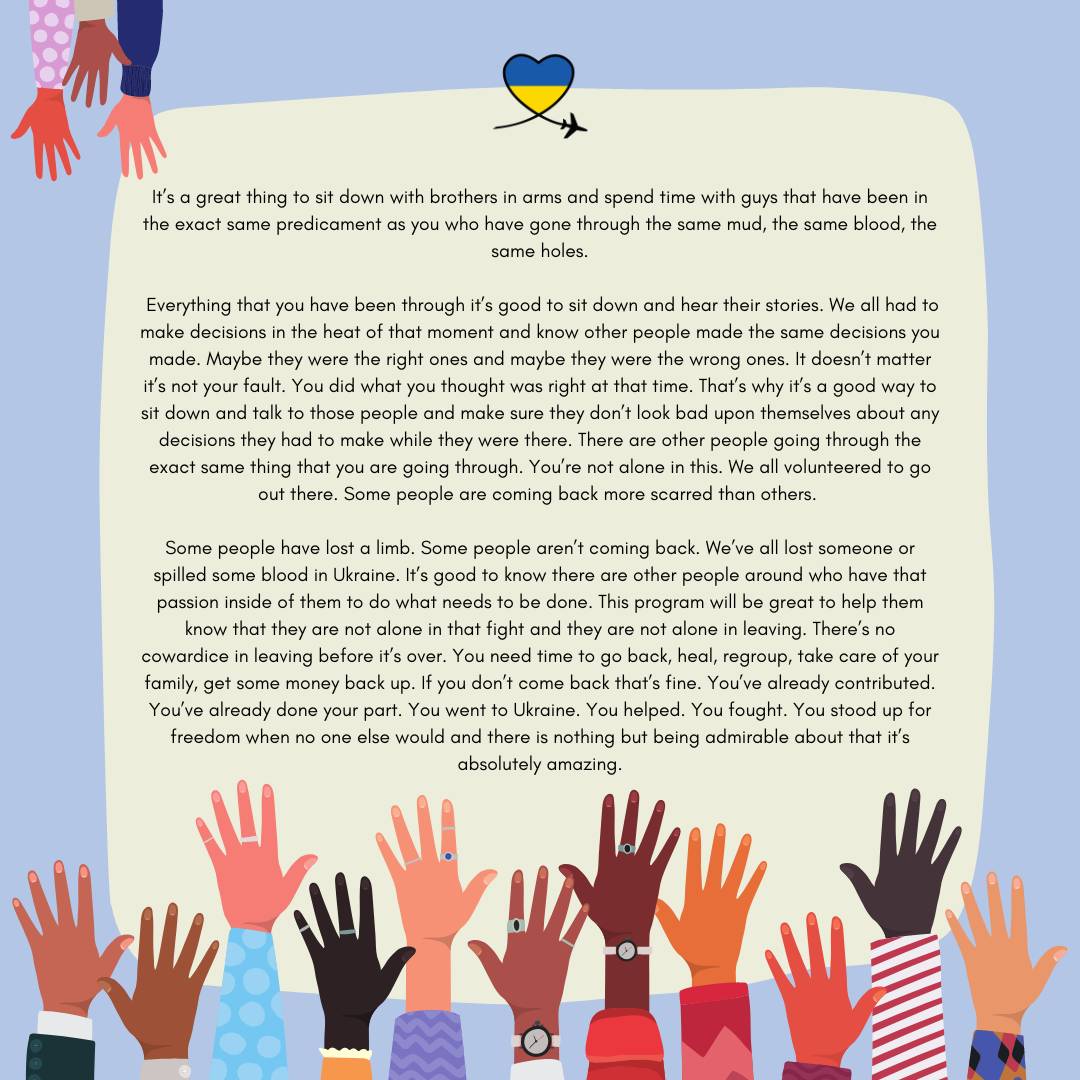 It's a great thing to sit down with brothers in arms and spend time with guys that have been in
the exact same predicament as you who have gone through the same mud, the same blood, the
same holes.
Everything that you have been through it's good to sit down and hear their stories. We all had to
make decisions in the heat of that moment and know other people made the same decisions you
made. Maybe they were the right ones and maybe they were the wrong ones. It doesn't matter
it's not your fault. You did what you thought was right at that time. That's why it's a good way to
sit down and talk to those people and make sure they don't look bad upon themselves about any
decisions they had to make while they were there. There are other people going through the
exact same thing that you are going through. You're not alone in this. We all volunteered to go
out there. Some people are coming back more scarred than others.
Some people have lost a limb. Some people aren't coming back. We've all lost someone or
spilled some blood in Ukraine. It's good to know there are other people around who have that
passion inside of them to do what needs to be done. This program will be great to help them
know that they are not alone in that fight and they are not alone in leaving. There's no
cowardice in leaving before it's over. You need time to go back, heal, regroup, take care of your
family, get some money back up. If you don't come back that's fine. You've already contributed.
You've already done your part. You went to Ukraine. You helped. You fought. You stood up for
freedom when no one else would and there is nothing but being admirable about that it's
absolutely amazing.